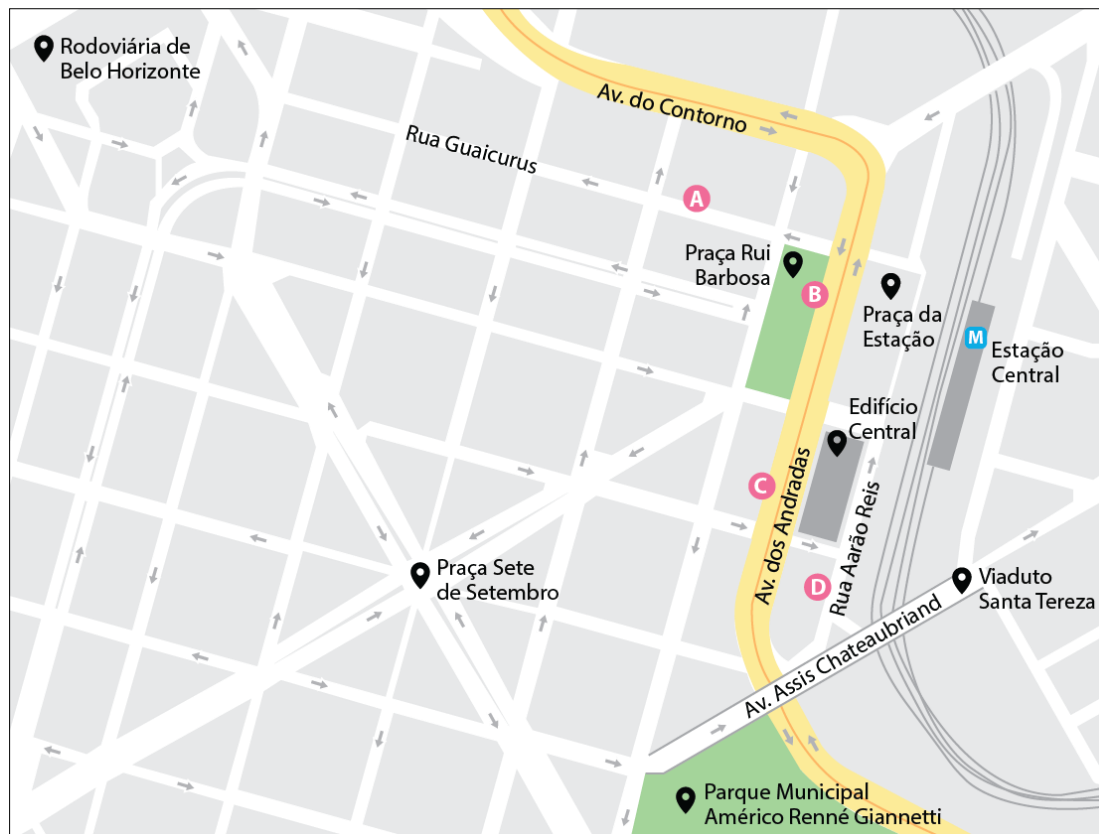 Rodoviária de
Belo Horizonte
Av. do Contorno
Rua Guaicurus
A
Praça Rui
Barbosa
B
Praça da
Estação
M
Estação
Central
Edifício
Central
C
Av. dos Andradas
Rua Aarão Reis
Praça Sete
de Setembro
D
Viaduto
Santa Tereza
Av. Assis Chateaubriand
Parque Municipal
Américo Renné Giannetti